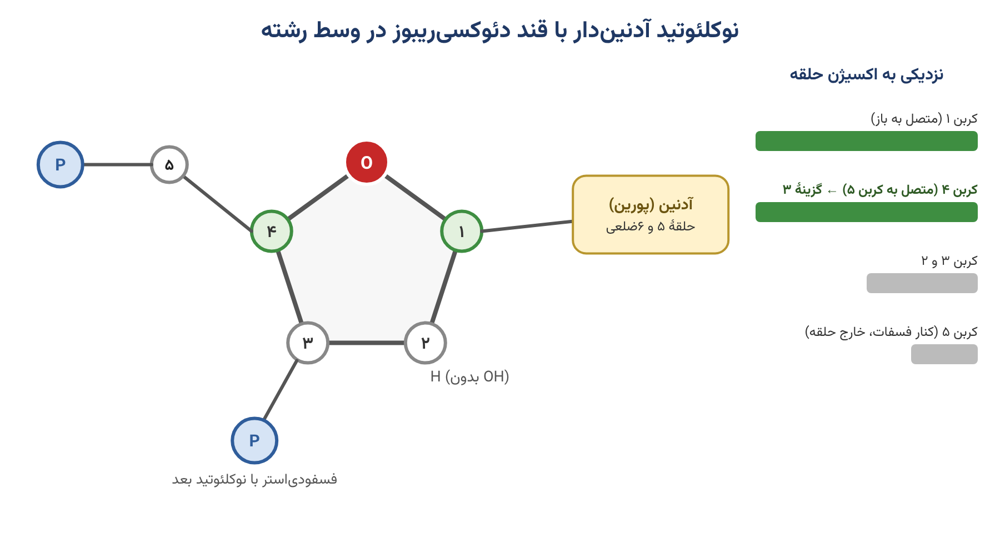 نوکلئوتید آدنین‌دار با قند دئوکسی‌ریبوز در وسط رشته
نزدیکی به اکسیژن حلقه
کربن ۱ (متصل به باز)
کربن ۴ (متصل به کربن ۵) ← گزینهٔ ۳
کربن ۳ و ۲
کربن ۵ (کنار فسفات، خارج حلقه)
O
P
۵
۴
۱
آدنین (پورین)
حلقهٔ ۵ و ۶ضلعی
۳
۲
H (بدون OH)
P
فسفودی‌استر با نوکلئوتید بعد